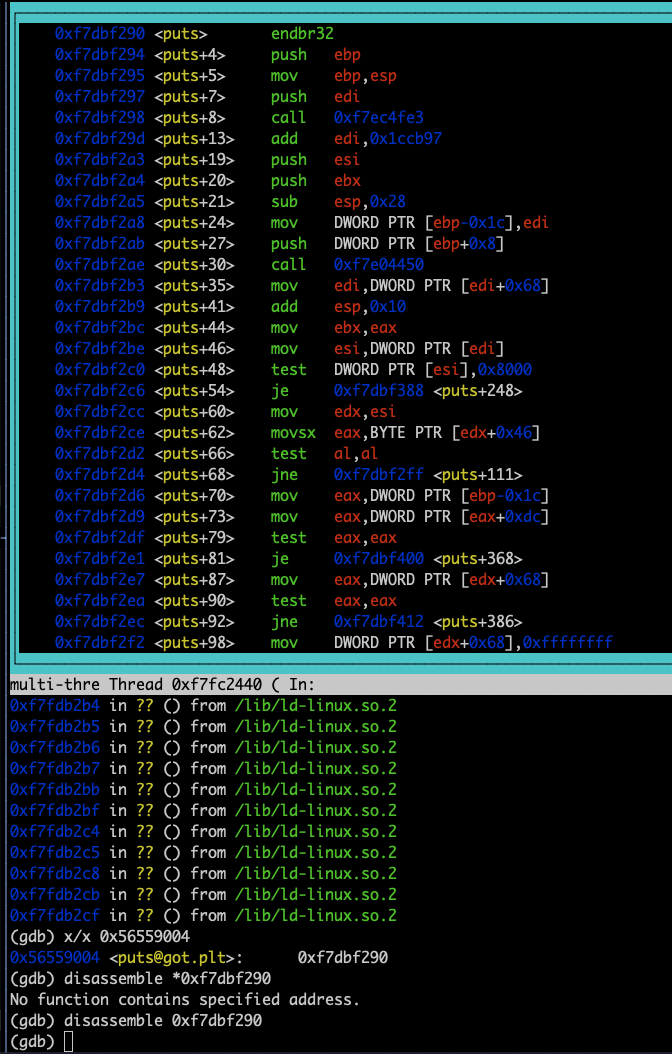 0xf7dbf290 <puts> endbr32
0xf7dbf294 <puts+4> push ebp
0xf7dbf295 <puts+5> mov ebp,esp
0xf7dbf297 <puts+7> push edi
0xf7dbf298 <puts+8> call 0xf7ec4fe3
0xf7dbf29d <puts+13> add edi,0x1ccb97
0xf7dbf2a3 <puts+19> push esi
0xf7dbf2a4 <puts+20> push ebx
0xf7dbf2a5 <puts+21> sub esp,0x28
0xf7dbf2a8 <puts+24> mov DWORD PTR [ebp-0x1c],edi
0xf7dbf2ab <puts+27> push DWORD PTR [ebp+0x8]
0xf7dbf2ae <puts+30> call 0xf7e04450
0xf7dbf2b3 <puts+35> mov edi,DWORD PTR [edi+0x68]
0xf7dbf2b9 <puts+41> add esp,0x10
0xf7dbf2bc <puts+44> mov ebx,eax
0xf7dbf2be <puts+46> mov esi,DWORD PTR [edi]
0xf7dbf2c0 <puts+48> test DWORD PTR [esi],0x8000
0xf7dbf2c6 <puts+54> je 0xf7dbf388 <puts+248>
0xf7dbf2cc <puts+60> mov edx,esi
0xf7dbf2ce <puts+62> movsx eax,BYTE PTR [edx+0x46]
0xf7dbf2d2 <puts+66> test al,al
0xf7dbf2d4 <puts+68> jne 0xf7dbf2ff <puts+111>
0xf7dbf2d6 <puts+70> mov eax,DWORD PTR [ebp-0x1c]
0xf7dbf2d9 <puts+73> mov eax,DWORD PTR [eax+0xdc]
0xf7dbf2df <puts+79> test eax,eax
0xf7dbf2e1 <puts+81> je 0xf7dbf400 <puts+368>
0xf7dbf2e7 <puts+87> mov eax,DWORD PTR [edx+0x68]
0xf7dbf2ea <puts+90> test eax,eax
0xf7dbf2ec <puts+92> jne 0xf7dbf412 <puts+386>
0xf7dbf2f2 <puts+98> mov DWORD PTR [edx+0x68],0xffffffff
multi-thre Thread 0xf7fc2440 ( In:
0xf7fdb2b4 in ?? () from /lib/ld-linux.so.2
0xf7fdb2b5 in ?? () from /lib/ld-linux.so.2
0xf7fdb2b6 in ?? () from /lib/ld-linux.so.2
0xf7fdb2b7 in ?? () from /lib/ld-linux.so.2
0xf7fdb2bb in ?? () from /lib/ld-linux.so.2
0xf7fdb2bf in ?? () from /lib/ld-linux.so.2
0xf7fdb2c4 in ?? () from /lib/ld-linux.so.2
0xf7fdb2c5 in ?? () from /lib/ld-linux.so.2
0xf7fdb2c8 in ?? () from /lib/ld-linux.so.2
0xf7fdb2cb in ?? () from /lib/ld-linux.so.2
0xf7fdb2cf in ?? () from /lib/ld-linux.so.2
(gdb) x/x 0x56559004
0x56559004 <puts@got.plt>: 0xf7dbf290
(gdb) disassemble *0xf7dbf290
No function contains specified address.
(gdb) disassemble 0xf7dbf290
(gdb)